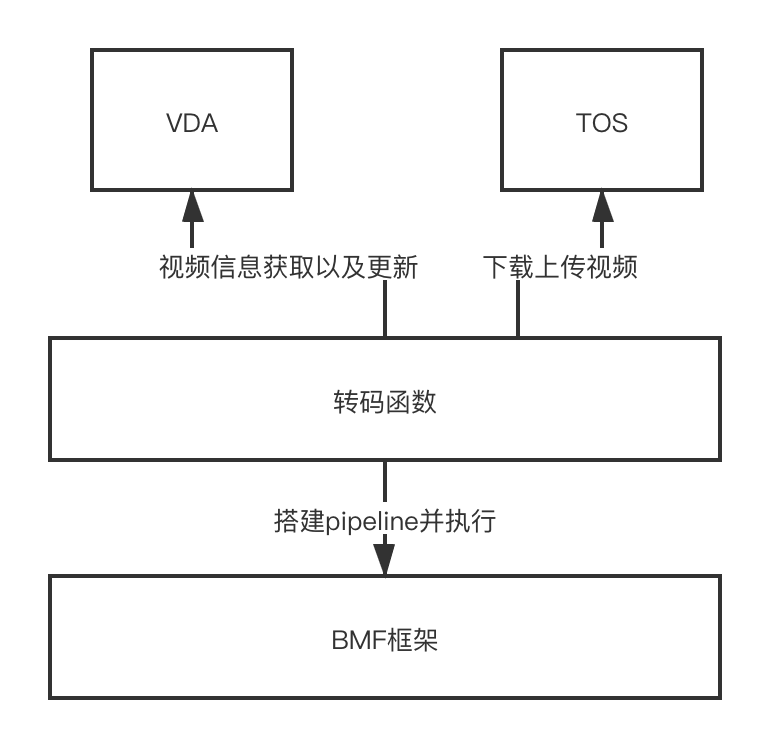 VDA
TOS
视频信息获取以及更新
下载上传视频
转码函数
搭建pipeline并执行
BMF框架